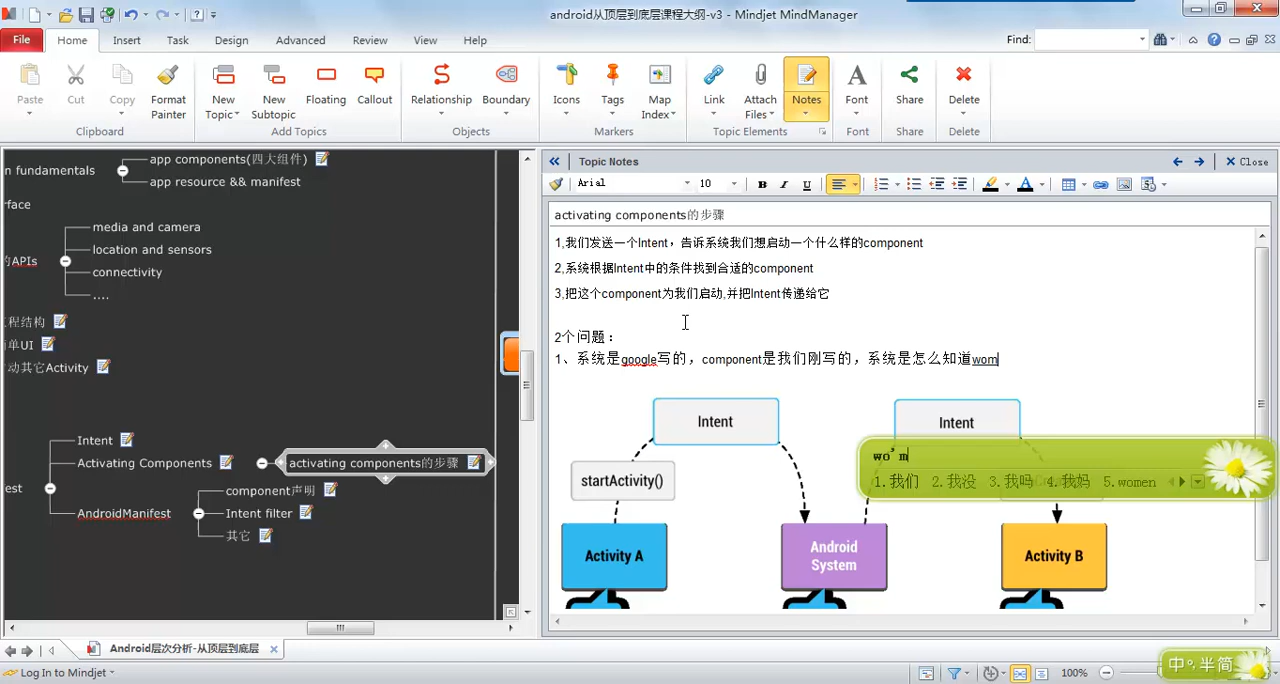 android从顶层到底层课程大纲-v3 - Mindjet MindManager
File Home Insert Task Design Advanced Review View Help Find:
Paste Cut Copy Format Painter New Topic New Subtopic Floating Callout Relationship Boundary Icons Tags Map Index Link Attach Files Notes Font Share Delete
Clipboard Add Topics Objects Markers Topic Elements Font Share Delete
app components(四大组件)
n fundamentals
app resource && manifest
rface
media and camera
location and sensors
的APIs
connectivity
....
工程结构
简单UI
动其它Activity
Intent
Activating Components
activating components的步骤
est
component声明
AndroidManifest
Intent filter
其它
Topic Notes Close
Arial 10 B I U A
activating components的步骤
1,我们发送一个Intent，告诉系统我们想启动一个什么样的component
2,系统根据Intent中的条件找到合适的component
3,把这个component为我们启动,并把Intent传递给它
2个问题：
1、系统是google写的，component是我们刚写的，系统是怎么知道wom
Intent
Intent
wo'm
1.我们 2.我没 3.我吗 4.我妈 5.women
startActivity()
Activity A
Android System
Activity B
Android层次分析-从顶层到底层
Log In to Mindjet
100%
中°,半简